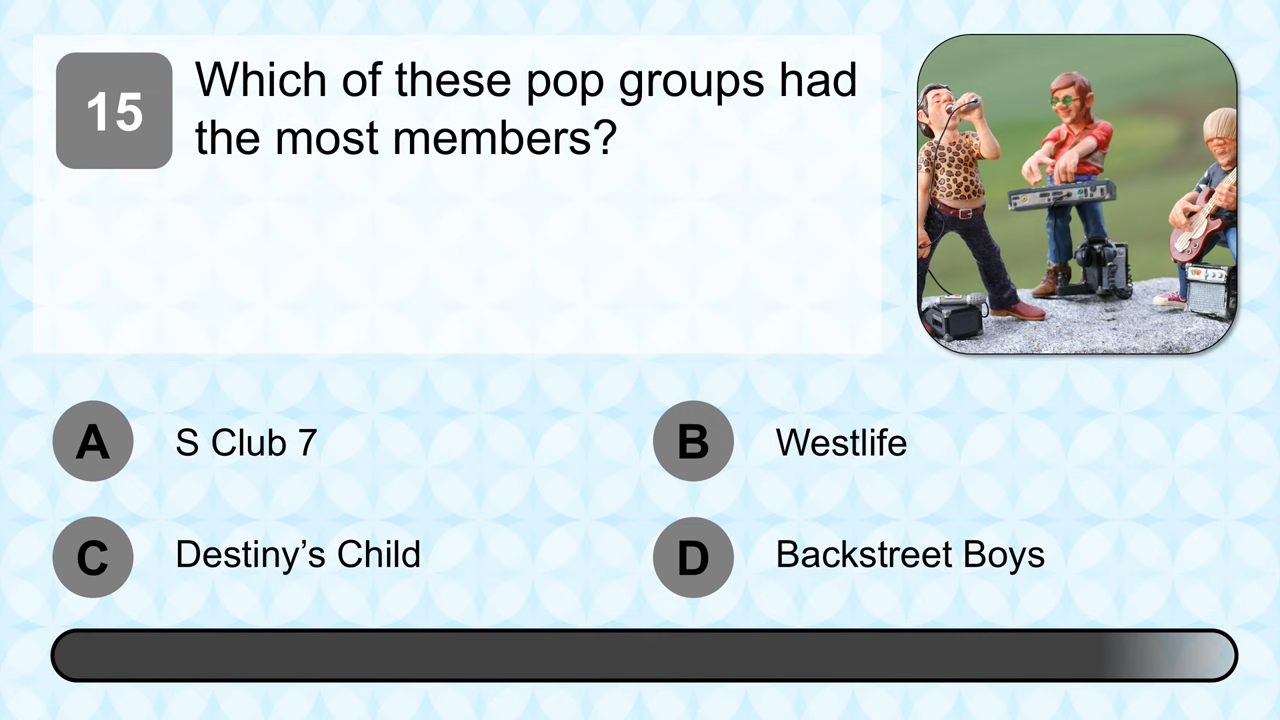 15
Which of these pop groups had
the most members?
A
S Club 7
B
Westlife
C
Destiny’s Child
D
Backstreet Boys